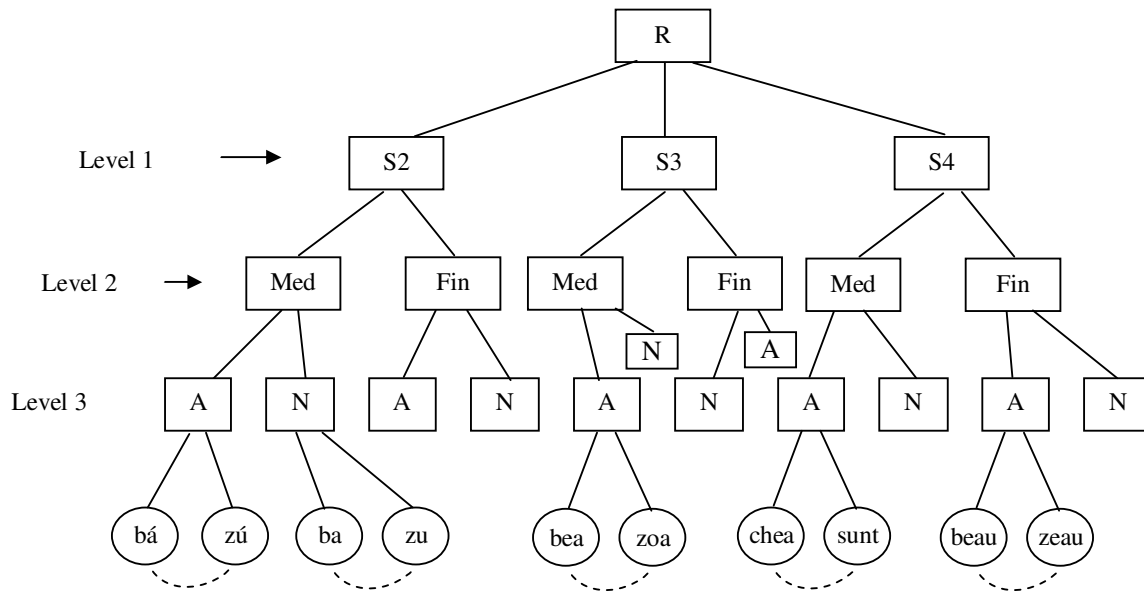 R
Level 1 S2 S3 S4
Level 2 Med Fin Med Fin Med Fin
N A
Level 3 A N A N A N A N A N
bá zú ba zu bea zoa chea sunt beau zeau